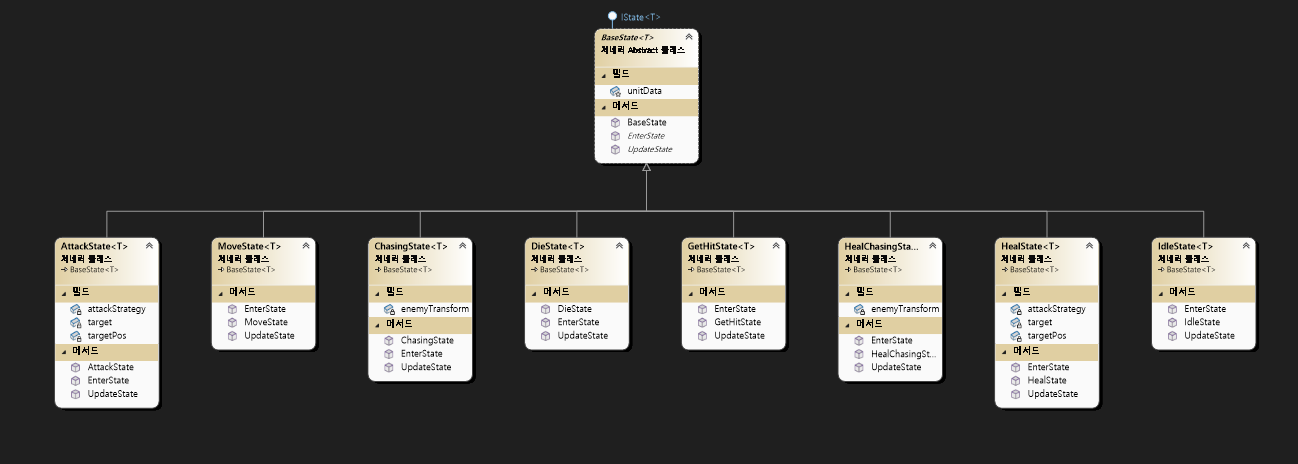 IState<T>
BaseState<T>
제네릭 Abstract 클래스
필드
unitData
메서드
BaseState
EnterState
UpdateState
AttackState<T>
제네릭 클래스
BaseState<T>
필드
attackStrategy
target
targetPos
메서드
AttackState
EnterState
UpdateState
MoveState<T>
제네릭 클래스
BaseState<T>
메서드
EnterState
MoveState
UpdateState
ChasingState<T>
제네릭 클래스
BaseState<T>
필드
enemyTransform
메서드
ChasingState
EnterState
UpdateState
DieState<T>
제네릭 클래스
BaseState<T>
메서드
DieState
EnterState
UpdateState
GetHitState<T>
제네릭 클래스
BaseState<T>
메서드
EnterState
GetHitState
UpdateState
HealChasingSta...
제네릭 클래스
BaseState<T>
필드
enemyTransform
메서드
EnterState
HealChasingSt...
UpdateState
HealState<T>
제네릭 클래스
BaseState<T>
필드
attackStrategy
target
targetPos
메서드
EnterState
HealState
UpdateState
IdleState<T>
제네릭 클래스
BaseState<T>
메서드
EnterState
IdleState
UpdateState